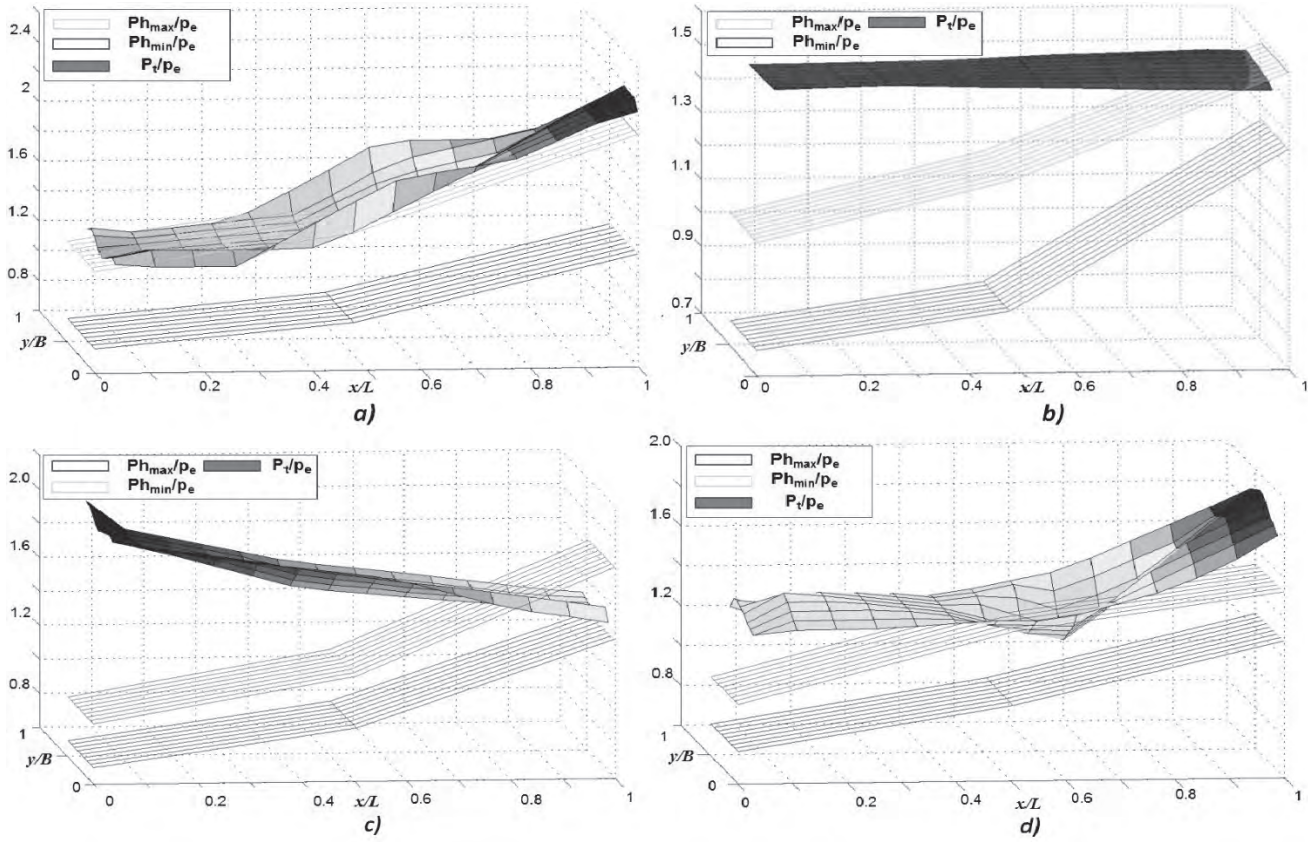 Ph_max/p_e
Ph_min/p_e
P_t/p_e
2.4
2
1.6
1.2
0.8
1
y/B
0
0 0.2 0.4 0.6 0.8 1
x/L
a)
Ph_max/p_e P_t/p_e
Ph_min/p_e
1.5
1.3
1.1
0.9
0.7
1
y/B
0
0 0.2 0.4 0.6 0.8 1
x/L
b)
Ph_max/p_e P_t/p_e
Ph_min/p_e
2.0
1.6
1.2
0.8
1
y/B
0
0 0.2 0.4 0.6 0.8 1
x/L
c)
Ph_max/p_e
Ph_min/p_e
P_t/p_e
2.0
1.6
1.2
0.8
1
y/B
0
0 0.2 0.4 0.6 0.8 1
x/L
d)